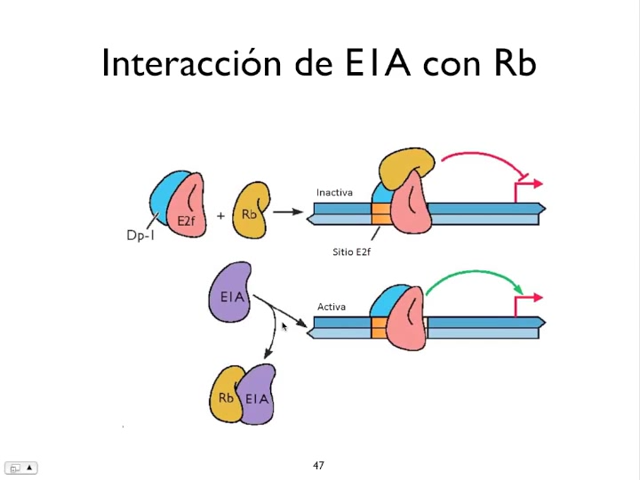 Interacción de E1A con Rb
Inactiva
E2f
+
Rb
Dp-1
Sitio E2f
E1A
Activa
Rb
E1A
47